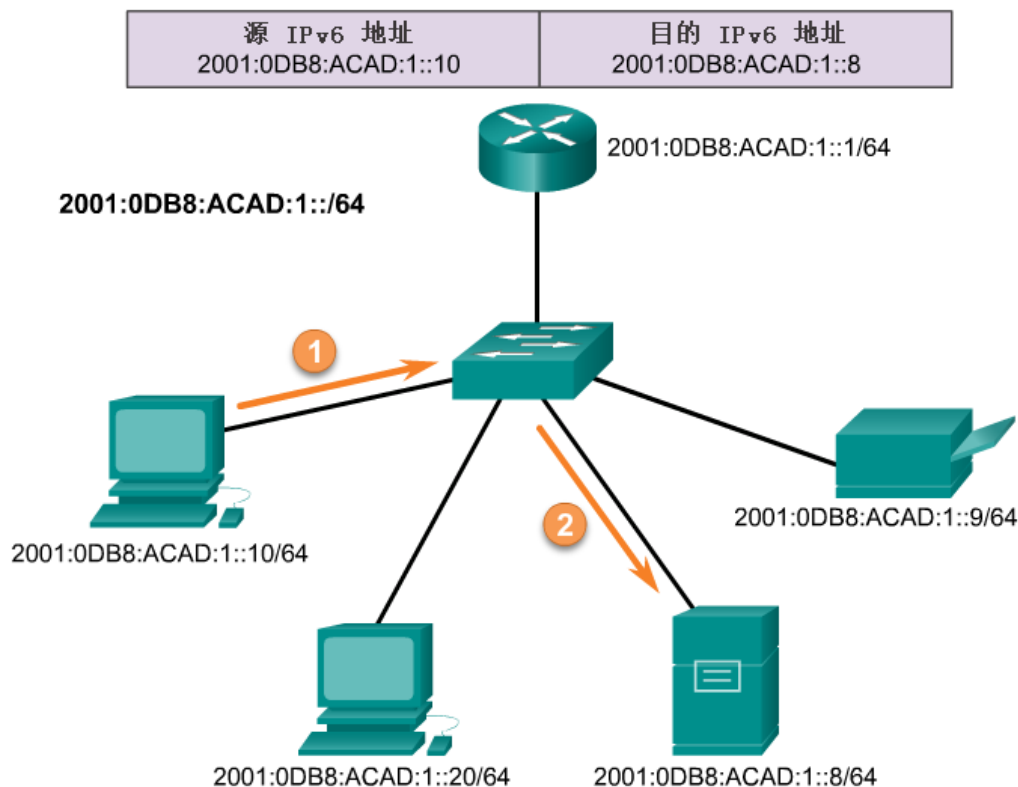 源 IPv6 地址
2001:0DB8:ACAD:1::10
目的 IPv6 地址
2001:0DB8:ACAD:1::8
2001:0DB8:ACAD:1::1/64
2001:0DB8:ACAD:1::/64
1
2001:0DB8:ACAD:1::10/64
2
2001:0DB8:ACAD:1::9/64
2001:0DB8:ACAD:1::20/64
2001:0DB8:ACAD:1::8/64